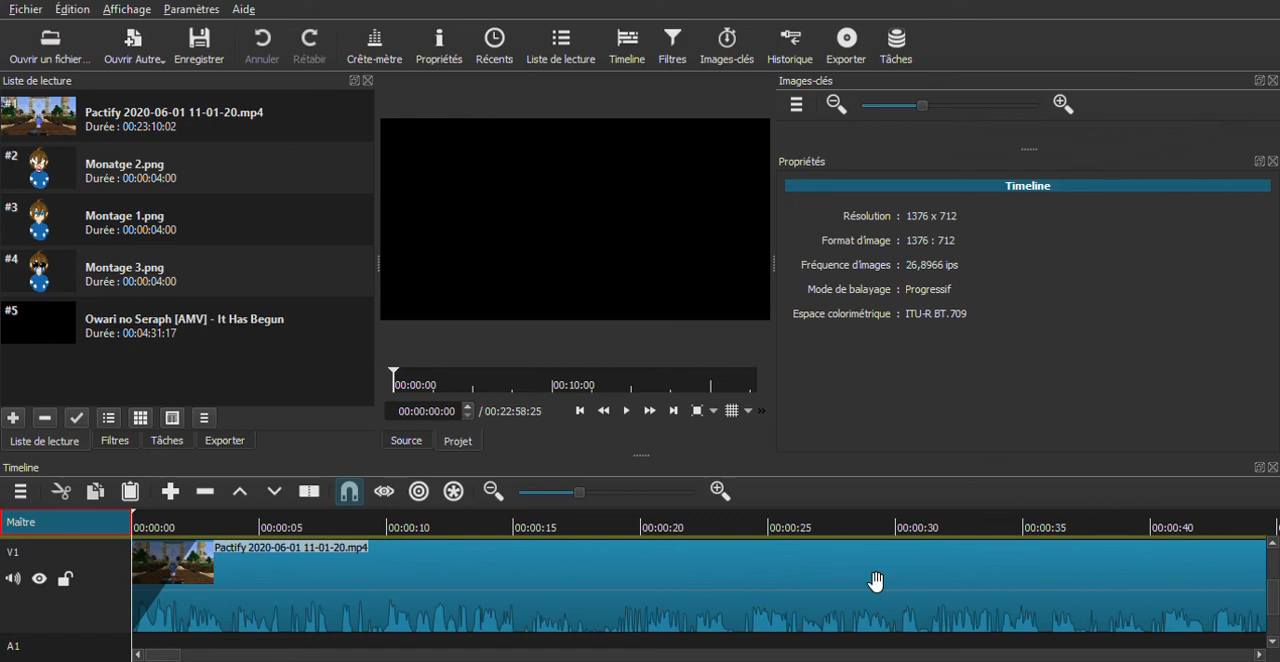 Fichier Édition Affichage Paramètres Aide
Ouvrir un fichier... Ouvrir Autre... Enregistrer Annuler Rétabir Crête-mètre Propriétés Récents Liste de lecture Timeline Filtres Images-clés Historique Exporter Tâches
Liste de lecture
Pactify 2020-06-01 11-01-20.mp4
Durée : 00:23:10:02
#2
Monatge 2.png
Durée : 00:00:04:00
#3
Montage 1.png
Durée : 00:00:04:00
#4
Montage 3.png
Durée : 00:00:04:00
#5
Owari no Seraph [AMV] - It Has Begun
Durée : 00:04:31:17
Liste de lecture Filtres Tâches Exporter
00:00:00 00:10:00
00:00:00:00 / 00:22:58:25
Source Projet
Images-clés
Propriétés
Timeline
Résolution : 1376 x 712
Format d'image : 1376 : 712
Fréquence d'images : 26,8966 ips
Mode de balayage : Progressif
Espace colorimétrique : ITU-R BT.709
Timeline
Maître
00:00:00 00:00:05 00:00:10 00:00:15 00:00:20 00:00:25 00:00:30 00:00:35 00:00:40
V1
Pactify 2020-06-01 11-01-20.mp4
A1